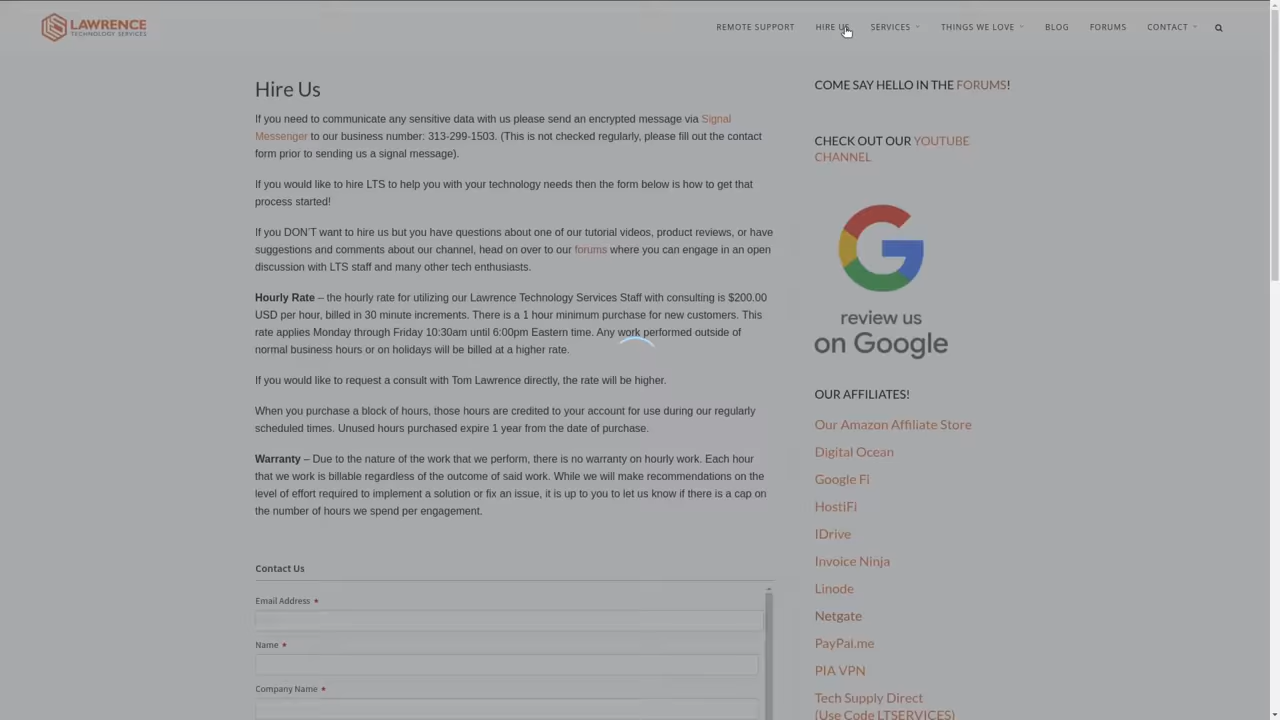 LAWRENCE
TECHNOLOGY SERVICES
REMOTE SUPPORT
HIRE US
SERVICES
THINGS WE LOVE
BLOG
FORUMS
CONTACT
Hire Us
If you need to communicate any sensitive data with us please send an encrypted message via Signal
Messenger to our business number: 313-299-1503. (This is not checked regularly, please fill out the contact
form prior to sending us a signal message).
If you would like to hire LTS to help you with your technology needs then the form below is how to get that
process started!
If you DON'T want to hire us but you have questions about one of our tutorial videos, product reviews, or have
suggestions and comments about our channel, head on over to our forums where you can engage in an open
discussion with LTS staff and many other tech enthusiasts.
Hourly Rate – the hourly rate for utilizing our Lawrence Technology Services Staff with consulting is $200.00
USD per hour, billed in 30 minute increments. There is a 1 hour minimum purchase for new customers. This
rate applies Monday through Friday 10:30am until 6:00pm Eastern time. Any work performed outside of
normal business hours or on holidays will be billed at a higher rate.
If you would like to request a consult with Tom Lawrence directly, the rate will be higher.
When you purchase a block of hours, those hours are credited to your account for use during our regularly
scheduled times. Unused hours purchased expire 1 year from the date of purchase.
Warranty – Due to the nature of the work that we perform, there is no warranty on hourly work. Each hour
that we work is billable regardless of the outcome of said work. While we will make recommendations on the
level of effort required to implement a solution or fix an issue, it is up to you to let us know if there is a cap on
the number of hours we spend per engagement.
Contact Us
Email Address *
Name *
Company Name *
COME SAY HELLO IN THE FORUMS!
CHECK OUT OUR YOUTUBE
CHANNEL
review us
on Google
OUR AFFILIATES!
Our Amazon Affiliate Store
Digital Ocean
Google Fi
HostiFi
IDrive
Invoice Ninja
Linode
Netgate
PayPal.me
PIA VPN
Tech Supply Direct
(Use Code LTSERVICES)